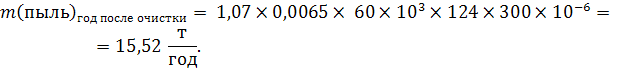 m(пыль)год после очистки = 1,07 × 0,0065 × 60 × 10³ × 124 × 300 × 10⁻⁶ =
= 15,52 т/год.